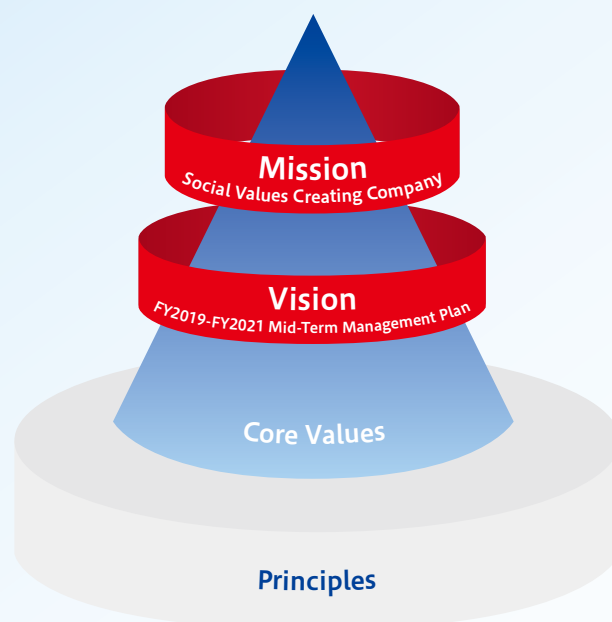 Mission
Social Values Creating Company
Vision
FY2019-FY2021 Mid-Term Management Plan
Core Values
Principles